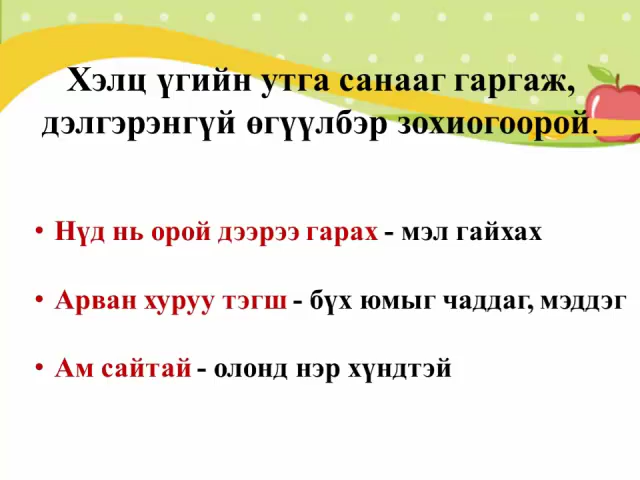 Хэлц үгийн утга санааг гаргаж,
дэлгэрэнгүй өгүүлбэр зохиогоорой.
• Нүд нь орой дээрээ гарах - мэл гайхах
• Арван хуруу тэгш - бүх юмыг чаддаг, мэддэг
• Ам сайтай - олонд нэр хүндтэй